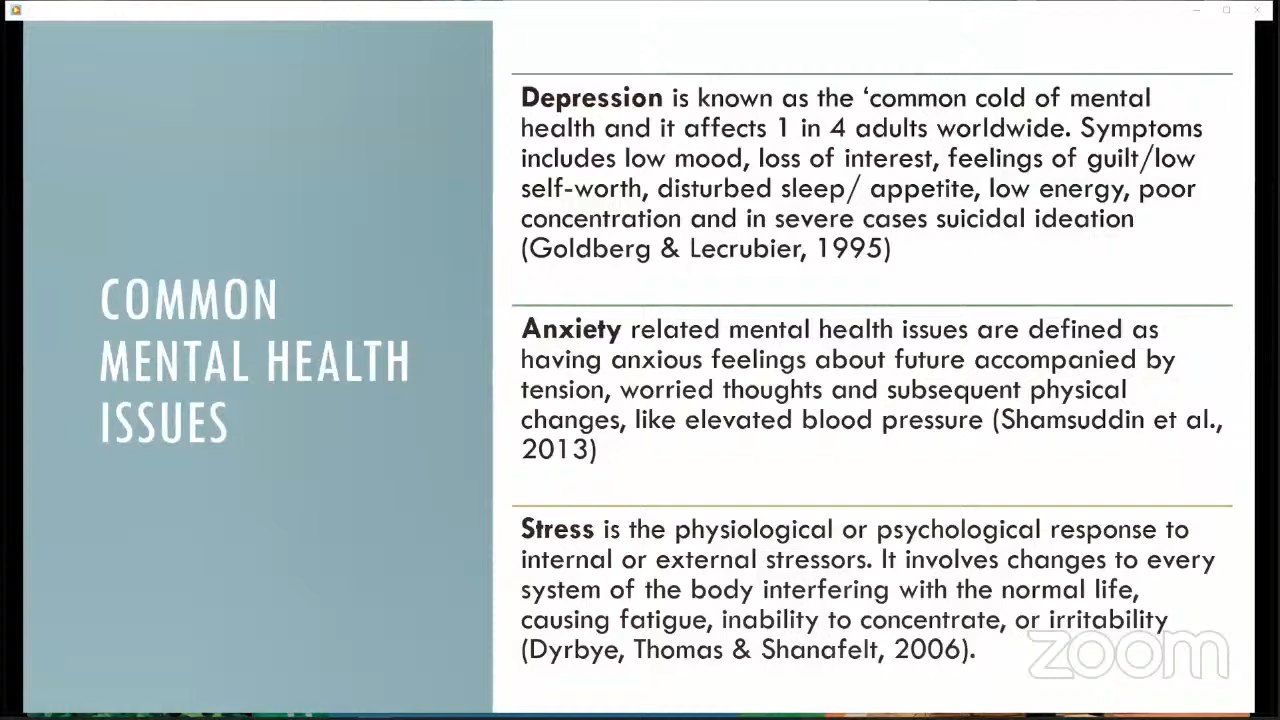 COMMON
MENTAL HEALTH
ISSUES
Depression is known as the ‘common cold of mental
health and it affects 1 in 4 adults worldwide. Symptoms
includes low mood, loss of interest, feelings of guilt/low
self-worth, disturbed sleep/ appetite, low energy, poor
concentration and in severe cases suicidal ideation
(Goldberg & Lecrubier, 1995)
Anxiety related mental health issues are defined as
having anxious feelings about future accompanied by
tension, worried thoughts and subsequent physical
changes, like elevated blood pressure (Shamsuddin et al.,
2013)
Stress is the physiological or psychological response to
internal or external stressors. It involves changes to every
system of the body interfering with the normal life,
causing fatigue, inability to concentrate, or irritability
(Dyrbye, Thomas & Shanafelt, 2006).
zoom